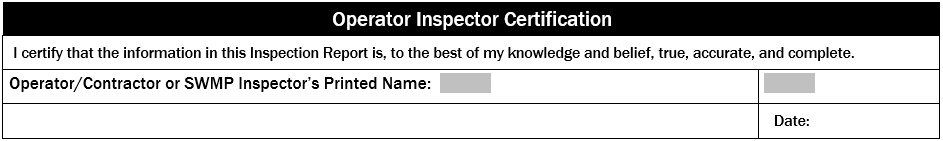 Operator Inspector Certification
I certify that the information in this Inspection Report is, to the best of my knowledge and belief, true, accurate, and complete.
Operator/Contractor or SWMP Inspector's Printed Name:
Date: